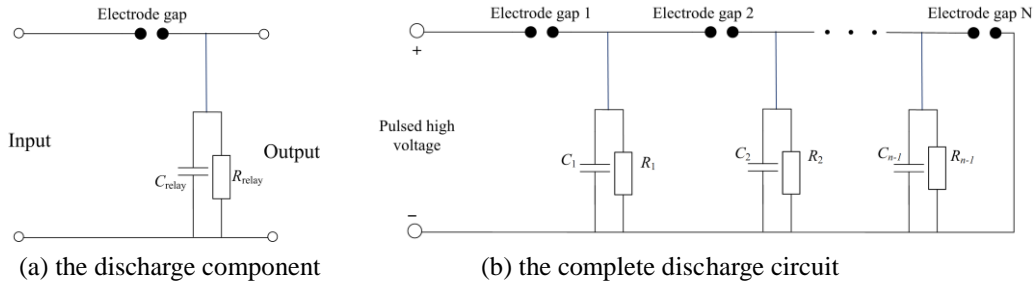 Electrode gap
Input
Output
C_relay
R_relay
(a) the discharge component
Electrode gap 1
Electrode gap 2
Electrode gap N
+
Pulsed high
voltage
−
C_1
R_1
C_2
R_2
C_n-1
R_n-1
(b) the complete discharge circuit